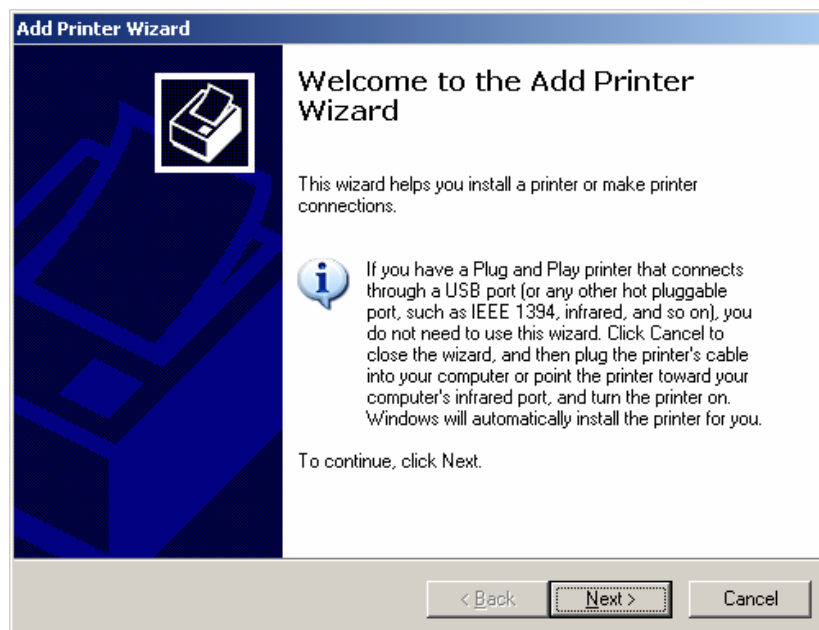 Add Printer Wizard
Welcome to the Add Printer
Wizard
This wizard helps you install a printer or make printer
connections.
If you have a Plug and Play printer that connects
through a USB port (or any other hot pluggable
port, such as IEEE 1394, infrared, and so on), you
do not need to use this wizard. Click Cancel to
close the wizard, and then plug the printer's cable
into your computer or point the printer toward your
computer's infrared port, and turn the printer on.
Windows will automatically install the printer for you.
To continue, click Next.
< Back Next > Cancel